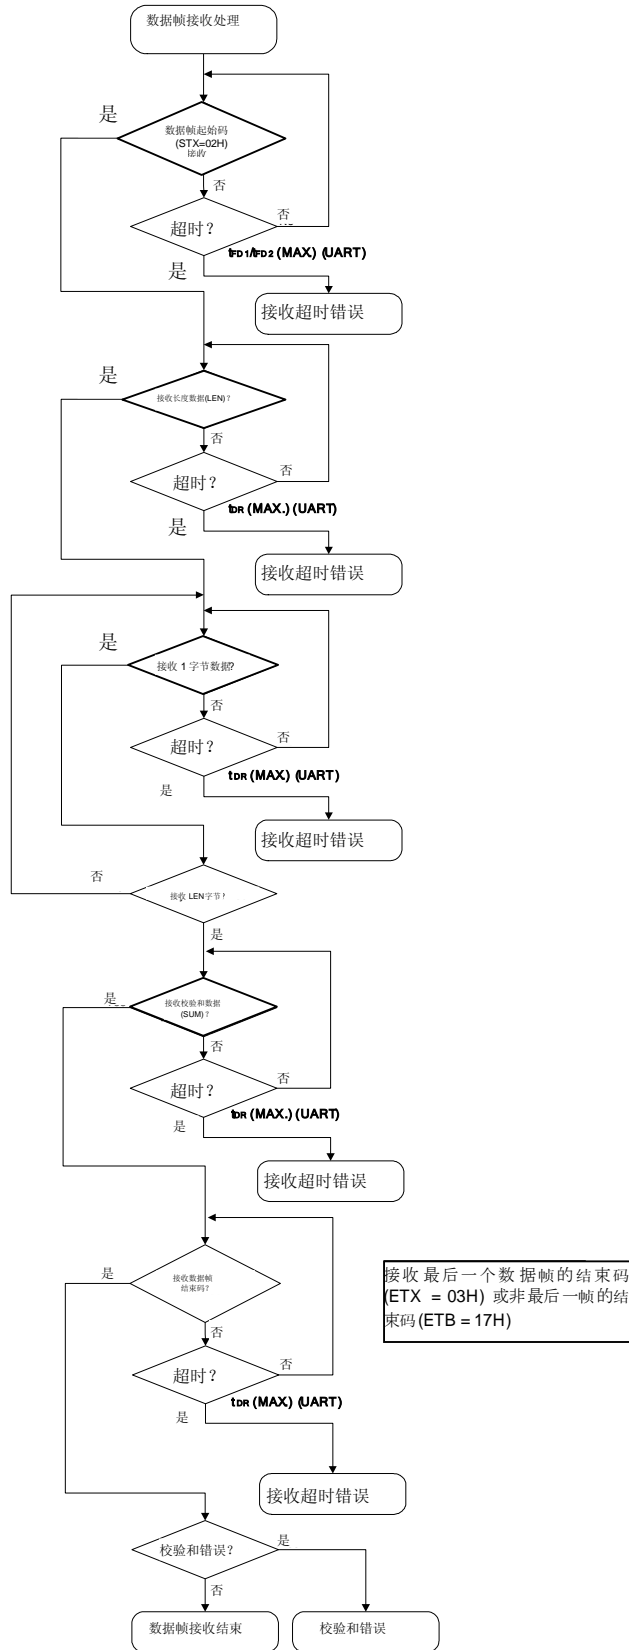 数据帧接收处理
是
数据帧起始码
(STX=02H)
接收
否
超时?
否
tFD1/tFD2 (MAX.) (UART)
是
接收超时错误
是
接收长度数据(LEN)?
否
超时?
否
tDR (MAX.) (UART)
是
接收超时错误
是
接收 1 字节数据?
否
超时?
否
tDR (MAX.) (UART)
是
接收超时错误
否
接收 LEN字节?
是
是
接收校验和数据
(SUM)?
否
超时?
否
tDR (MAX.) (UART)
是
接收超时错误
是
接收数据帧
结束码?
接收最后一个数据帧的结束码
(ETX = 03H) 或非最后一帧的结
束码(ETB = 17H)
否
超时?
否
tDR (MAX.) (UART)
是
接收超时错误
校验和错误?
是
否
数据帧接收结束
校验和错误